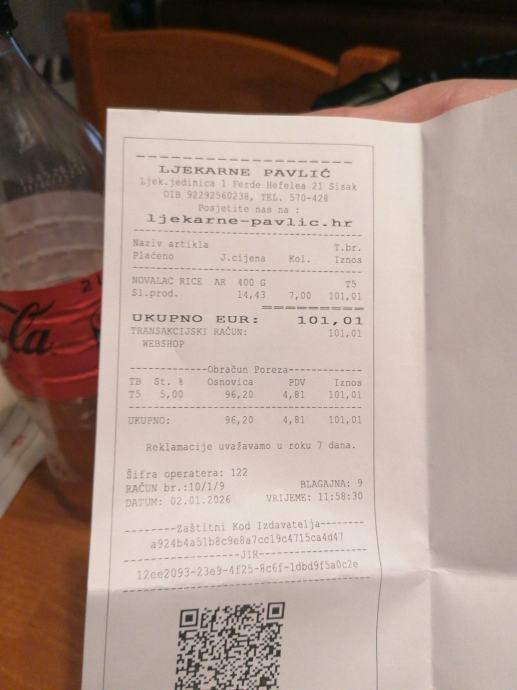 LJEKARNE PAVLIĆ
Ljek.jedinica 1 Ferde Hefelea 21 Sisak
OIB 92292560238, TEL. 570-428
Posjetite nas na :
ljekarne-pavlic.hr
Naziv artikla T.br.
Plaćeno J.cijena Kol. Iznos
NOVALAC RICE AR 400 G T5
Sl.prod. 14,43 7,00 101,01
UKUPNO EUR: 101,01
TRANSAKCIJSKI RAČUN: 101,01
WEBSHOP
Obračun Poreza
TB St. % Osnovica PDV Iznos
T5 5,00 96,20 4,81 101,01
UKUPNO: 96,20 4,81 101,01
Reklamacije uvažavamo u roku 7 dana.
Šifra operatera: 122
RAČUN br.:10/1/9 BLAGAJNA: 9
DATUM: 02.01.2026 VRIJEME: 11:58:30
Zaštitni Kod Izdavatelja
a924b4a51b8c9e8a7cc19c4715ca4d47
JIR
12ee2093-23e9-4f25-8c6f-1dbd9f5a0c2e
2
la